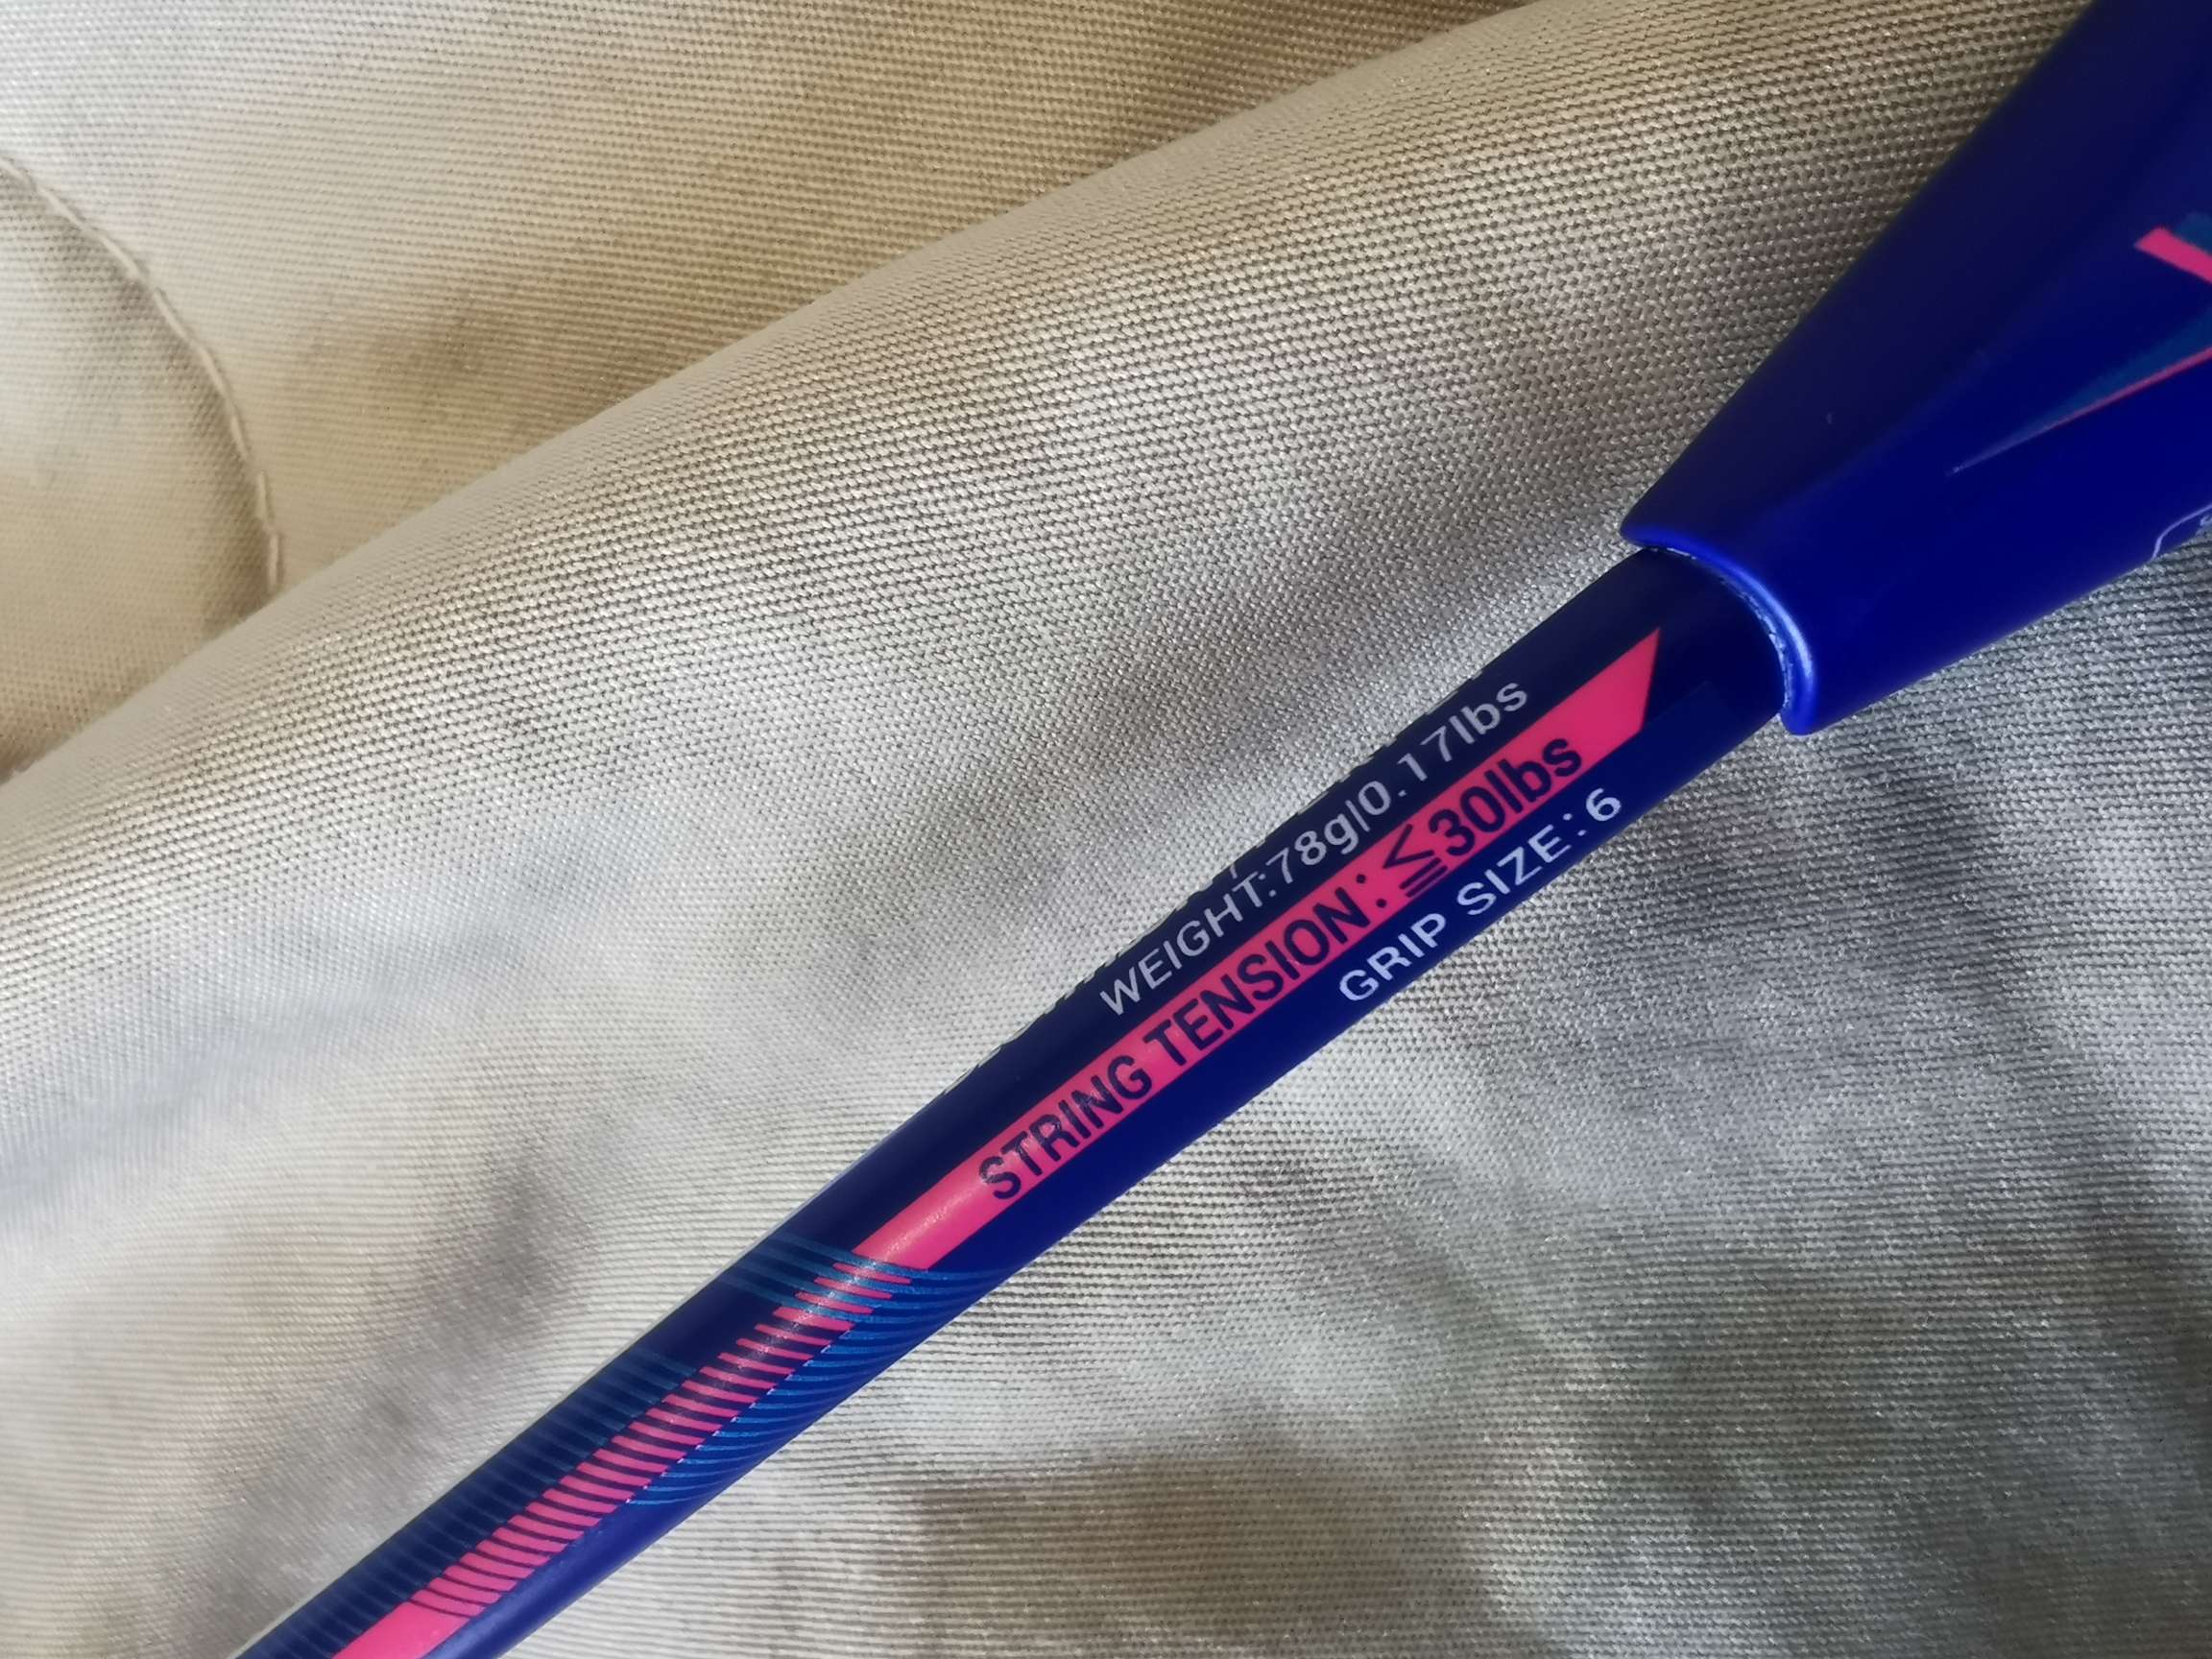 WEIGHT:78g|0.17lbs
STRING TENSION:≦30lbs
GRIP SIZE:6